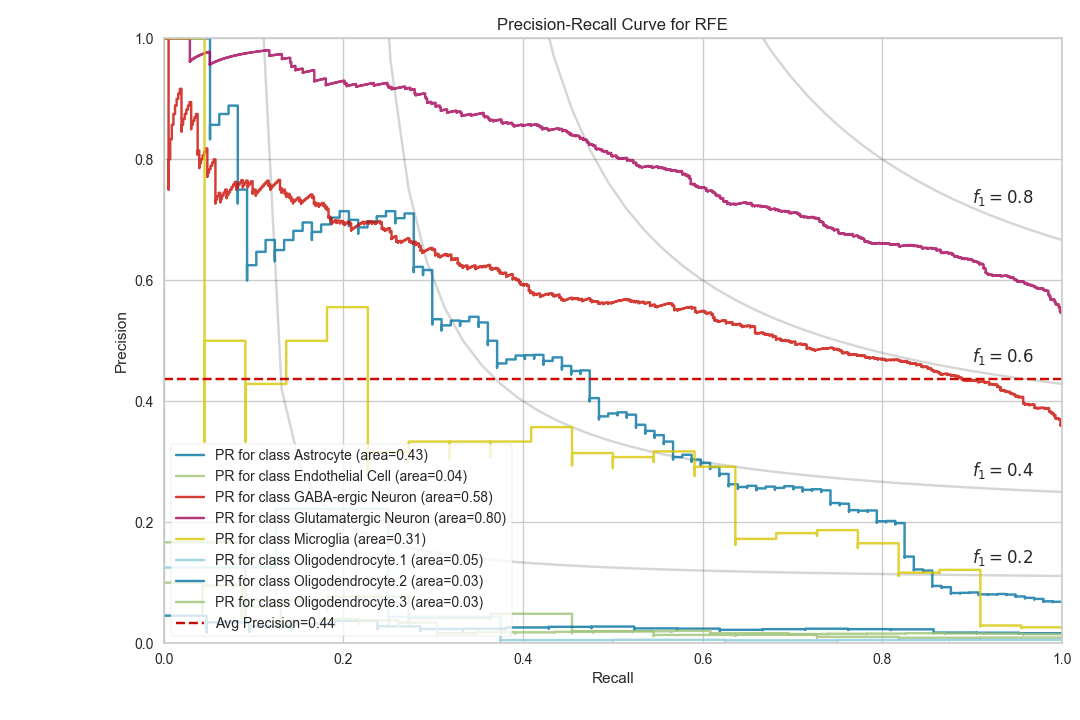 Precision-Recall Curve for RFE
Precision
1.0
0.8
0.6
0.4
0.2
0.0
f1 = 0.8
f1 = 0.6
f1 = 0.4
f1 = 0.2
PR for class Astrocyte (area=0.43)
PR for class Endothelial Cell (area=0.04)
PR for class GABA-ergic Neuron (area=0.58)
PR for class Glutamatergic Neuron (area=0.80)
PR for class Microglia (area=0.31)
PR for class Oligodendrocyte.1 (area=0.05)
PR for class Oligodendrocyte.2 (area=0.03)
PR for class Oligodendrocyte.3 (area=0.03)
Avg Precision=0.44
0.0 0.2 0.4 0.6 0.8 1.0
Recall